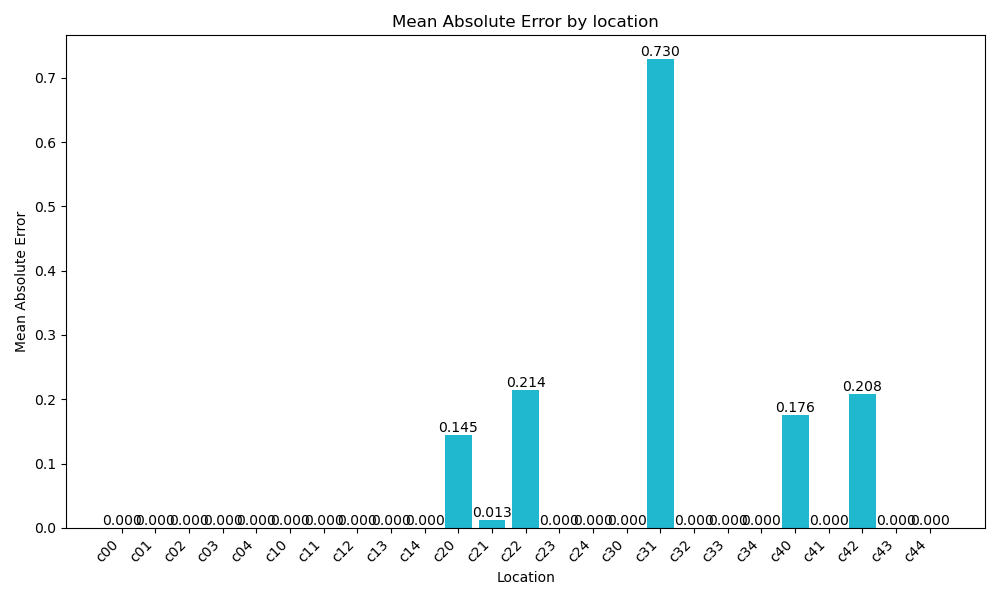 Mean Absolute Error by location
Mean Absolute Error
0.7
0.6
0.5
0.4
0.3
0.2
0.1
0.0
0.000 0.000 0.000 0.000 0.000 0.000 0.000 0.000 0.000 0.000 0.145 0.013 0.214 0.000 0.000 0.000 0.730 0.000 0.000 0.000 0.176 0.000 0.208 0.000 0.000
c00 c01 c02 c03 c04 c10 c11 c12 c13 c14 c20 c21 c22 c23 c24 c30 c31 c32 c33 c34 c40 c41 c42 c43 c44
Location